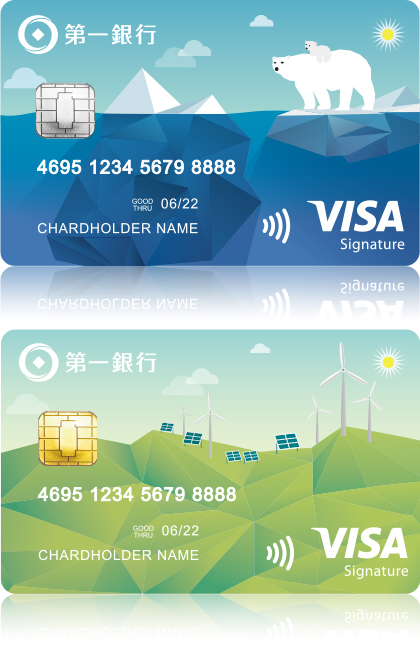 第一銀行
4695 1234 5679 8888
GOOD
THRU 06/22
CHARDHOLDER NAME
VISA
Signature
第一銀行
4695 1234 5679 8888
GOOD
THRU 06/22
CHARDHOLDER NAME
VISA
Signature